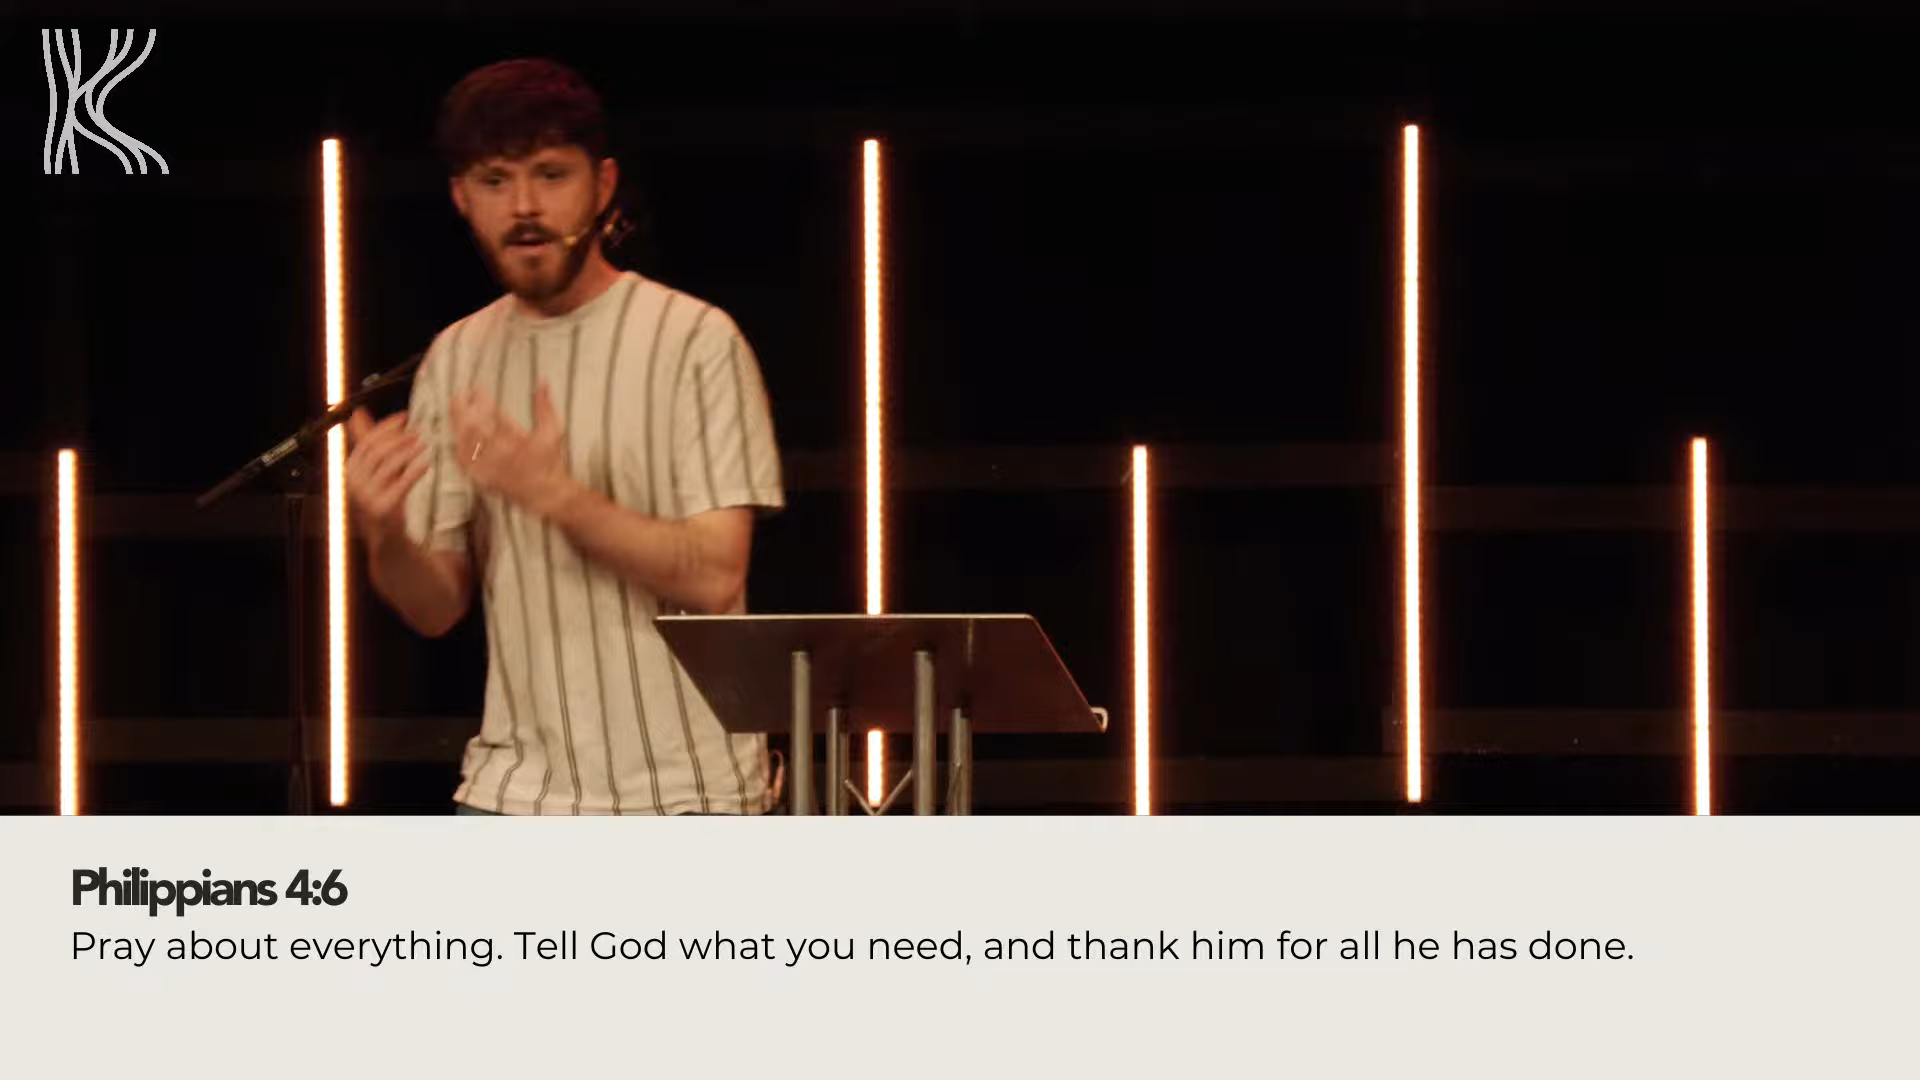 K
Philippians 4:6
Pray about everything. Tell God what you need, and thank him for all he has done.